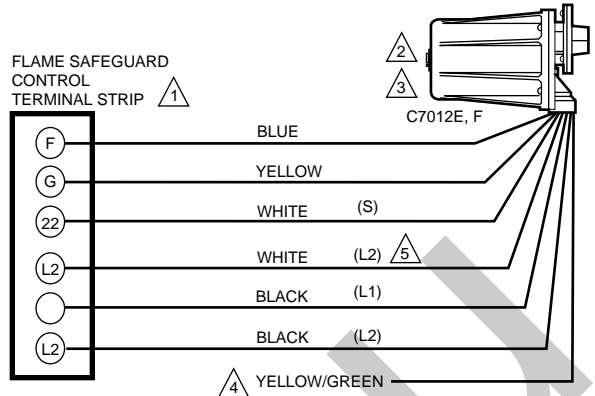 FLAME SAFEGUARD
CONTROL
TERMINAL STRIP 1
2
3
C7012E, F
F BLUE
G YELLOW
22 WHITE (S)
L2 WHITE (L2) 5
BLACK (L1)
L2 BLACK (L2)
4 YELLOW/GREEN